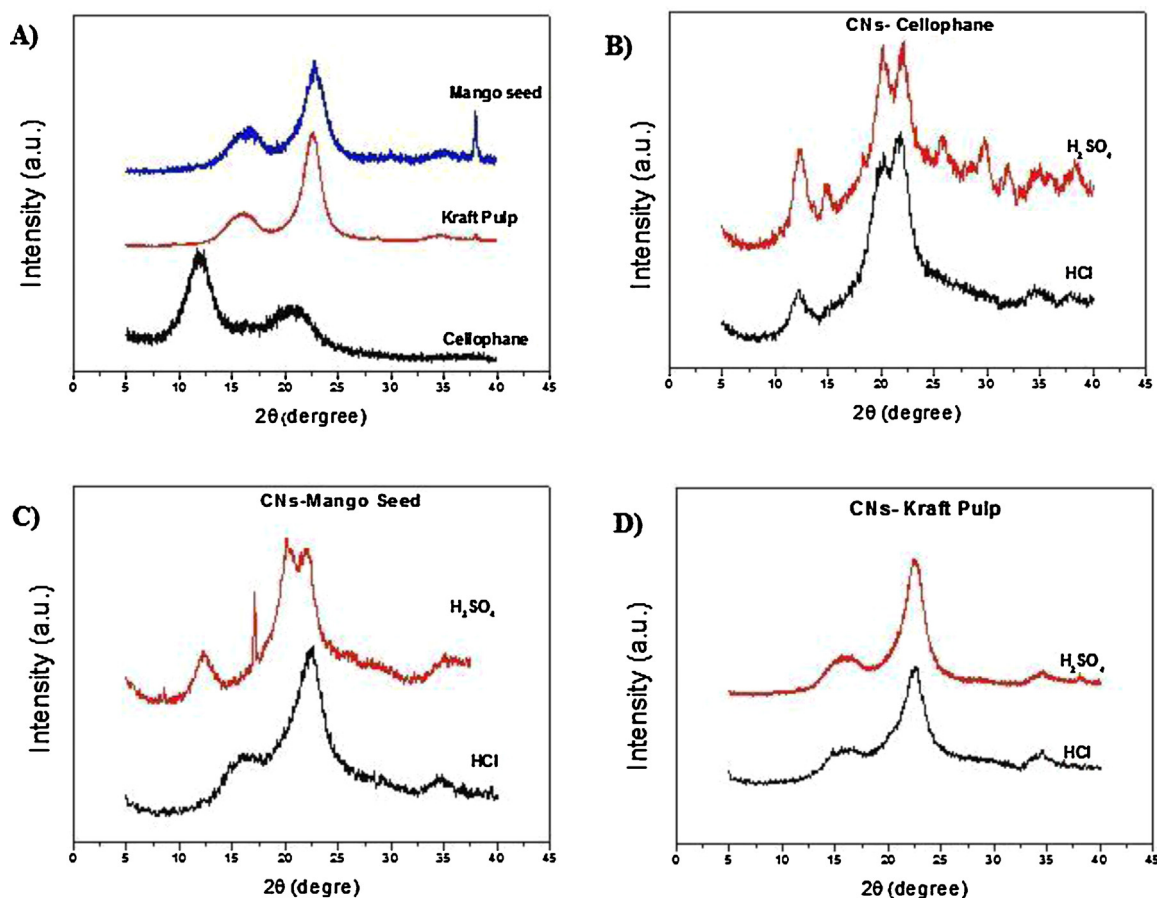 A)
Intensity (a.u.)
Mango seed
Kraft Pulp
Cellophane
0 5 10 15 20 25 30 35 40 45
2θ (dergree)
B)
CNs- Cellophane
Intensity (a.u.)
H₂SO₄
HCl
0 5 10 15 20 25 30 35 40 45
2θ (degree)
C)
CNs-Mango Seed
Intensity (a.u.)
H₂SO₄
HCl
0 5 10 15 20 25 30 35 40 45
2θ (degre)
D)
CNs- Kraft Pulp
Intensity (a.u.)
H₂SO₄
HCl
0 5 10 15 20 25 30 35 40 45
2θ (degree)